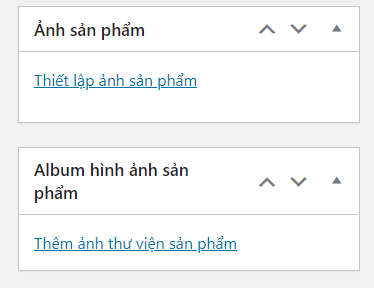 Ảnh sản phẩm
Thiết lập ảnh sản phẩm
Album hình ảnh sản
phẩm
Thêm ảnh thư viện sản phẩm